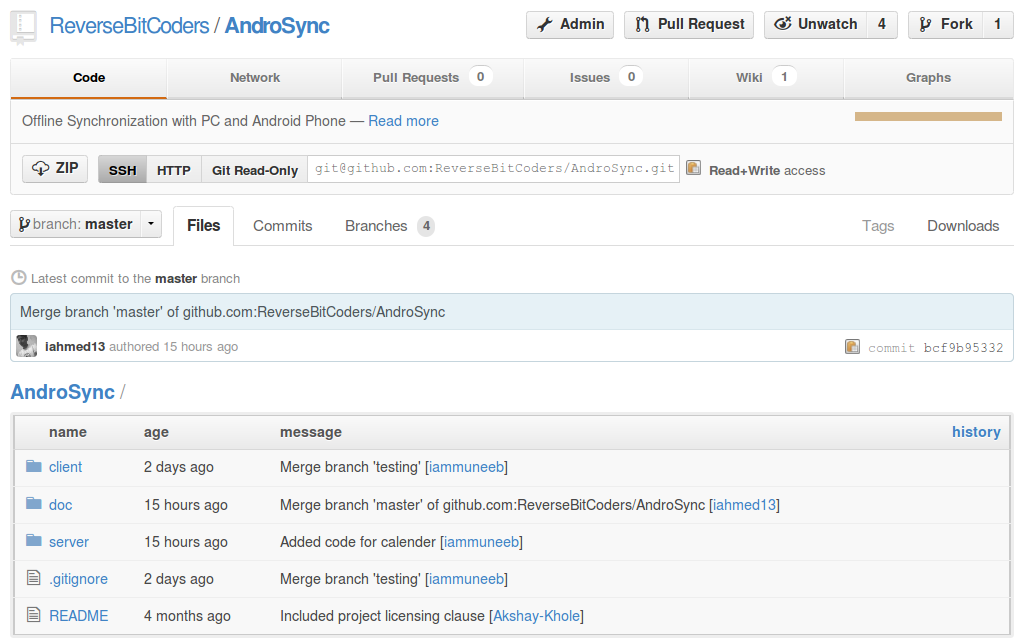 ReverseBitCoders / AndroSync Admin Pull Request Unwatch 4 Fork 1
Code Network Pull Requests 0 Issues 0 Wiki 1 Graphs
Offline Synchronization with PC and Android Phone — Read more
ZIP SSH HTTP Git Read-Only git@github.com:ReverseBitCoders/AndroSync.git Read+Write access
branch: master Files Commits Branches 4 Tags Downloads
Latest commit to the master branch
Merge branch 'master' of github.com:ReverseBitCoders/AndroSync
iahmed13 authored 15 hours ago commit bcf9b95332
AndroSync /
name age message history
client 2 days ago Merge branch 'testing' [iammuneeb]
doc 15 hours ago Merge branch 'master' of github.com:ReverseBitCoders/AndroSync [iahmed13]
server 15 hours ago Added code for calender [iammuneeb]
.gitignore 2 days ago Merge branch 'testing' [iammuneeb]
README 4 months ago Included project licensing clause [Akshay-Khole]